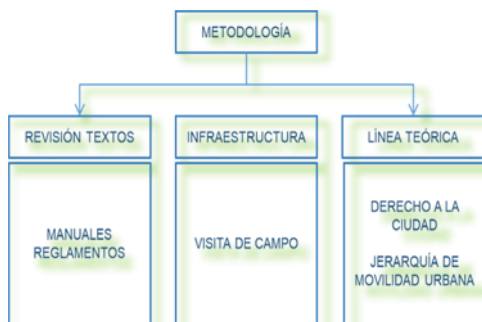 METODOLOGÍA
REVISIÓN TEXTOS
INFRAESTRUCTURA
LÍNEA TEÓRICA
MANUALES
REGLAMENTOS
VISITA DE CAMPO
DERECHO A LA
CIUDAD
JERARQUÍA DE
MOVILIDAD URBANA